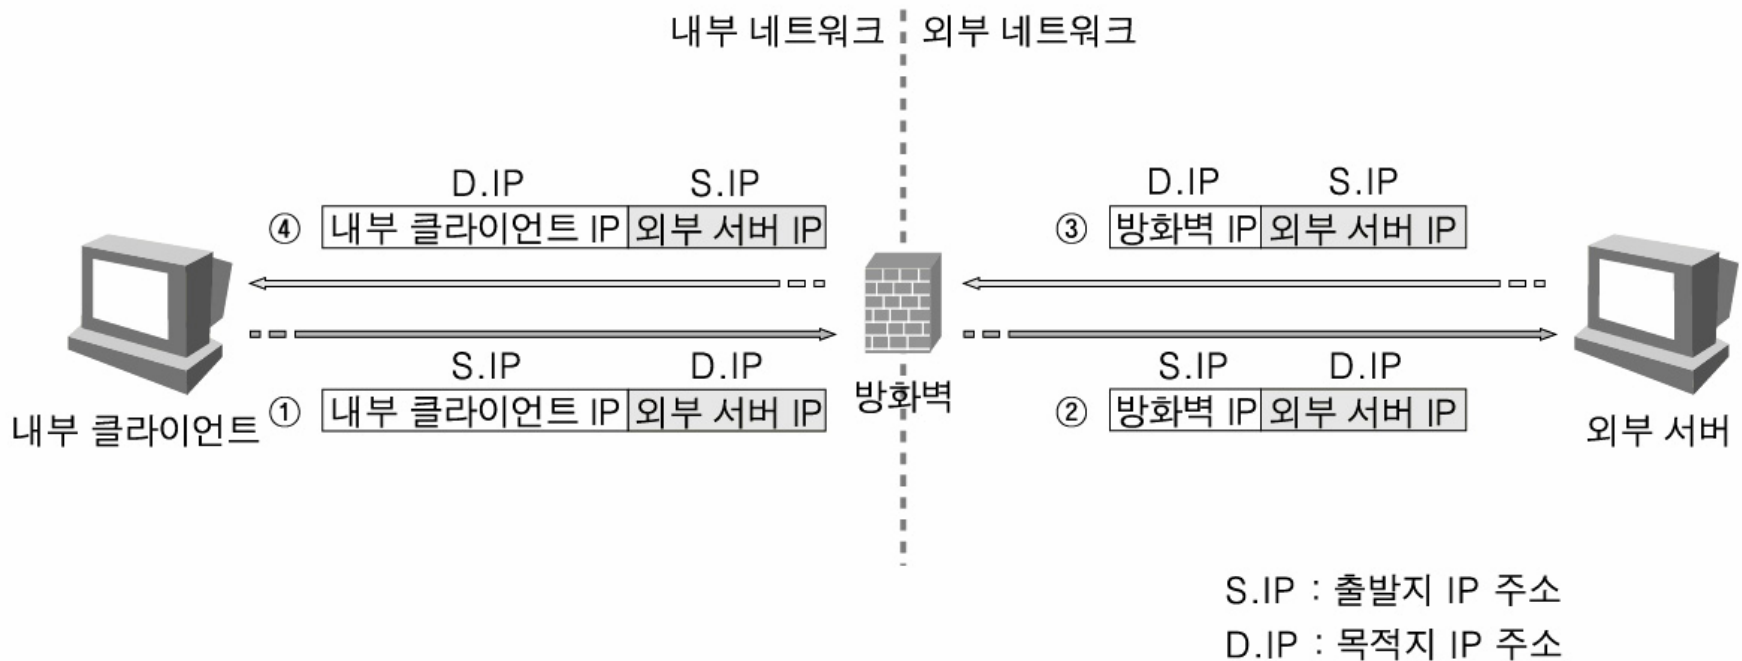 내부 네트워크 외부 네트워크
D.IP S.IP
④ 내부 클라이언트 IP 외부 서버 IP
D.IP S.IP
③ 방화벽 IP 외부 서버 IP
S.IP D.IP
① 내부 클라이언트 IP 외부 서버 IP
S.IP D.IP
② 방화벽 IP 외부 서버 IP
내부 클라이언트
방화벽
외부 서버
S.IP : 출발지 IP 주소
D.IP : 목적지 IP 주소